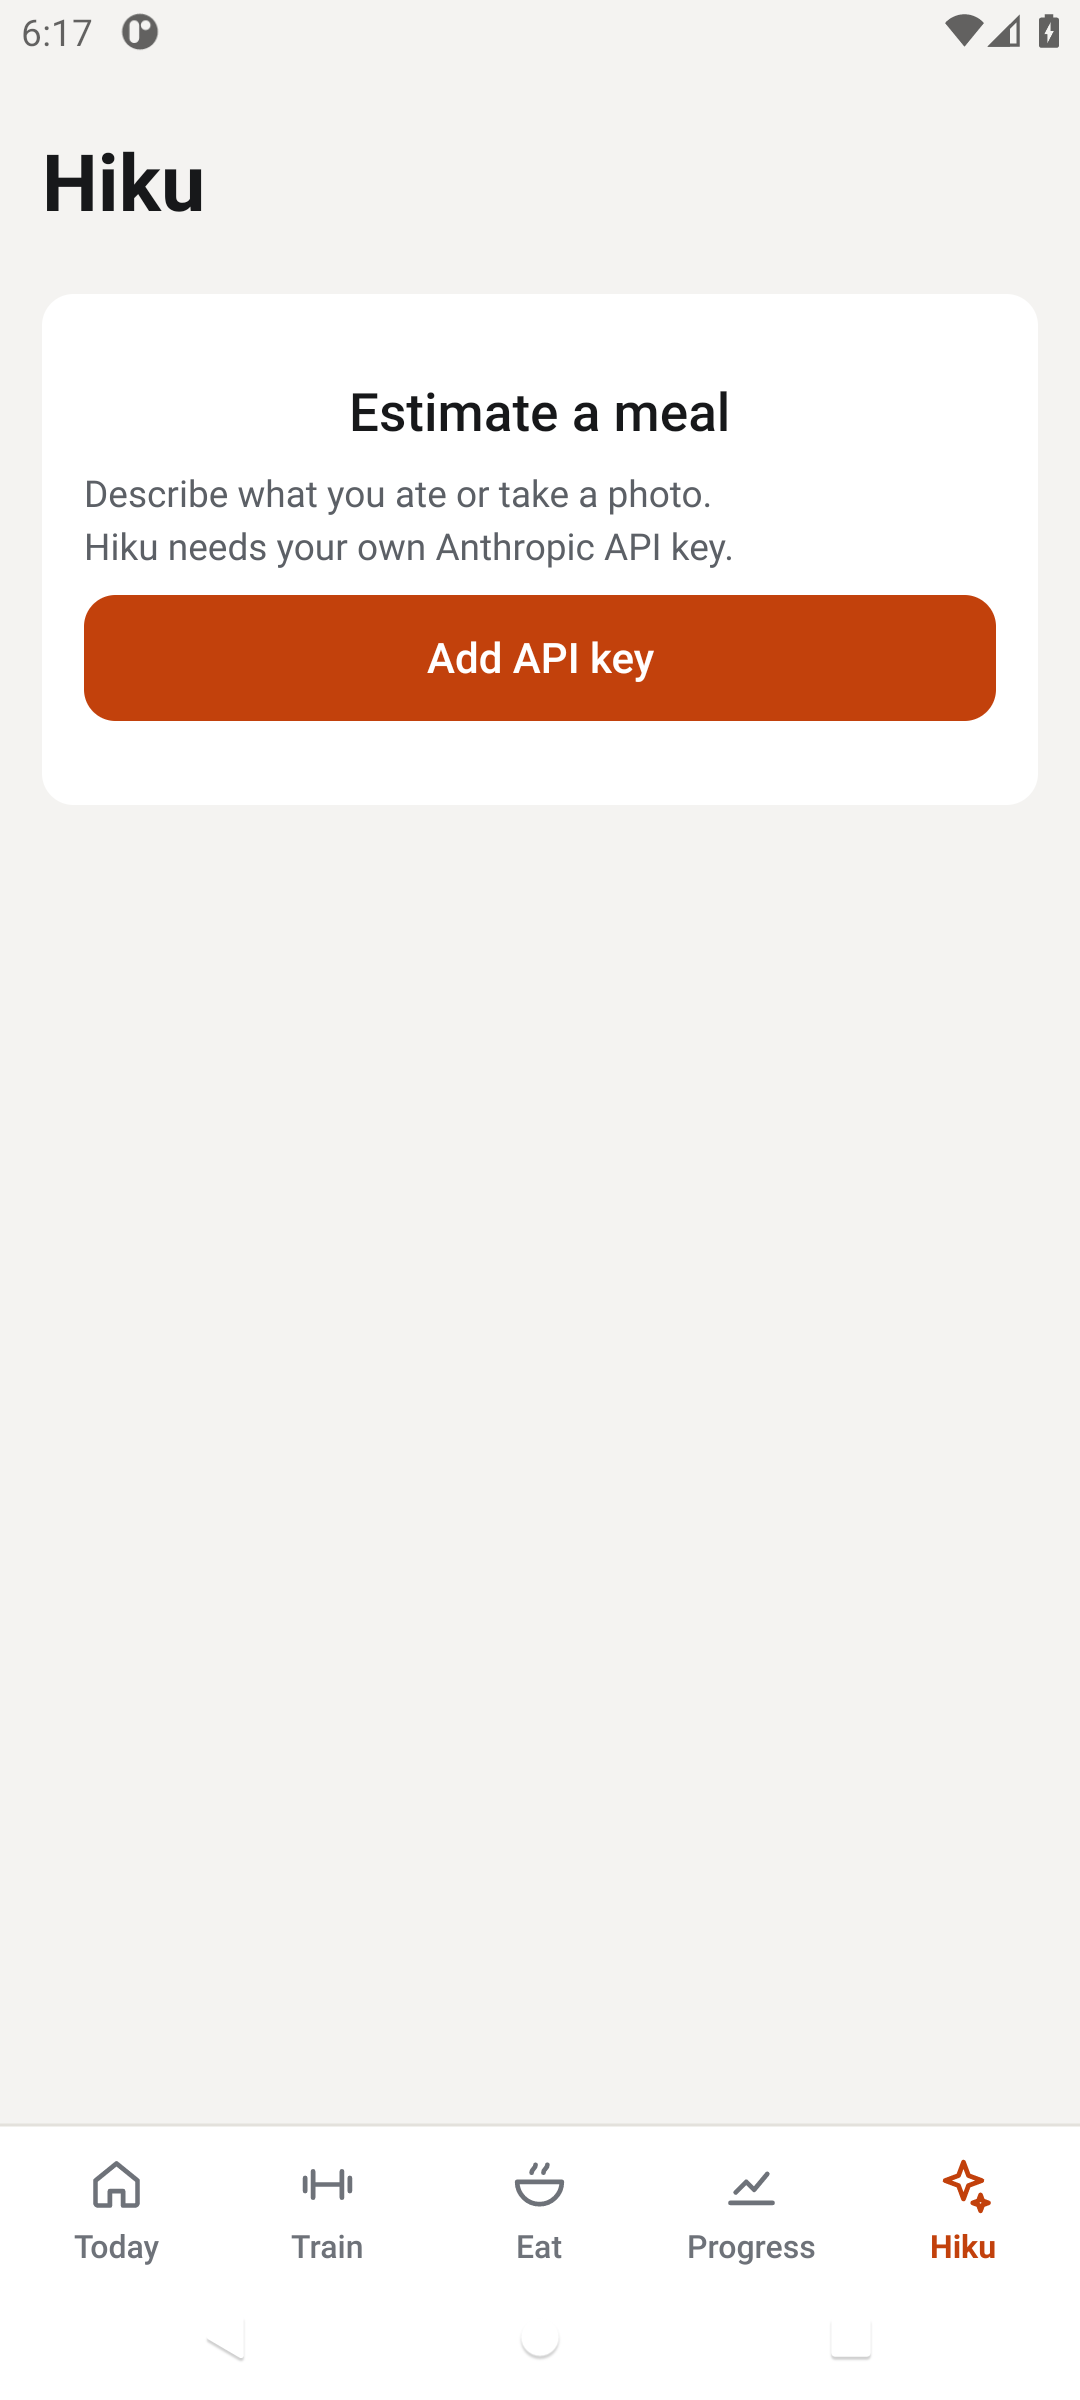 6:17
Hiku
Estimate a meal
Describe what you ate or take a photo.
Hiku needs your own Anthropic API key.
Add API key
Today
Train
Eat
Progress
Hiku